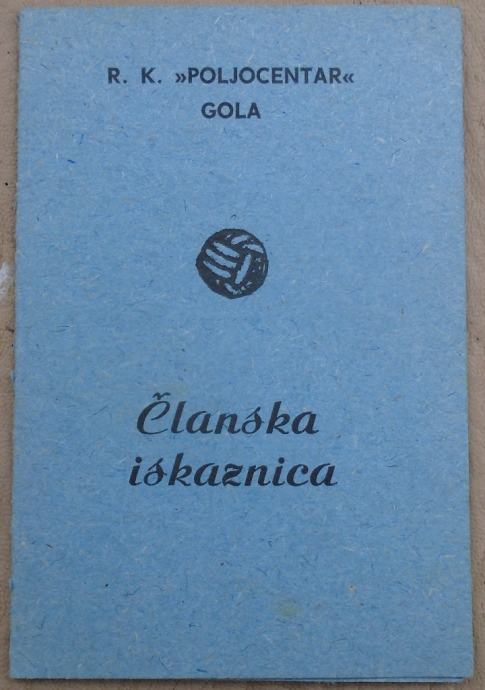 R. K. »POLJOCENTAR«
GOLA
Članska
iskaznica